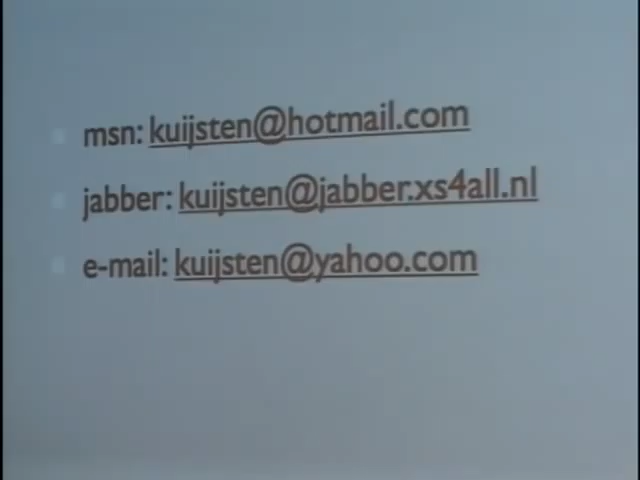 msn: kuijsten@hotmail.com
jabber: kuijsten@jabber.xs4all.nl
e-mail: kuijsten@yahoo.com